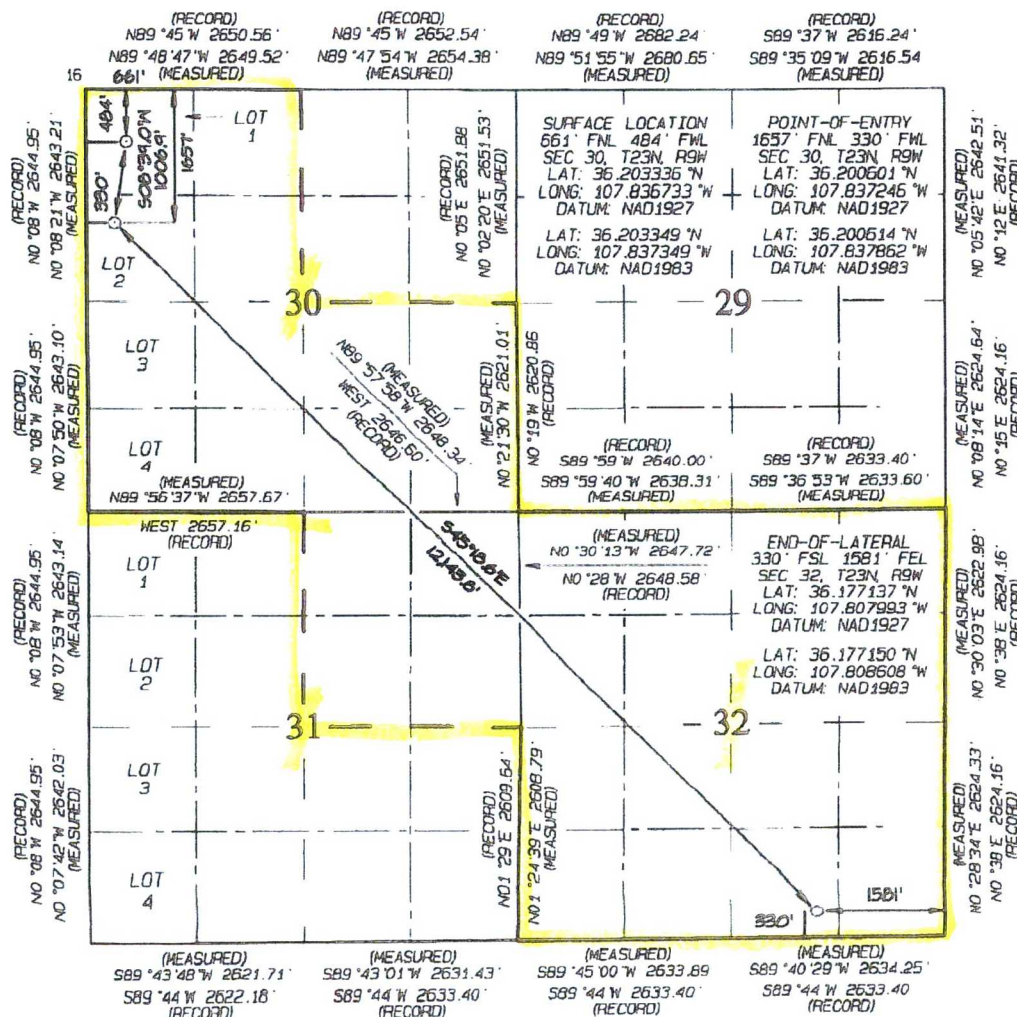 (RECORD)
N89°45'W 2650.56'
N89°48'47"W 2649.52'
(MEASURED)
(RECORD)
N89°45'W 2652.54'
N89°47'54"W 2654.38'
(MEASURED)
(RECORD)
N89°49'W 2682.24'
N89°51'55"W 2680.65'
(MEASURED)
(RECORD)
S89°37'W 2616.24'
S89°35'09"W 2616.54'
(MEASURED)
16
661'
484'
330'
S08°39.0'W
1006.9'
1657'
LOT
1
LOT
2
LOT
3
LOT
4
30
(RECORD)
N0°08'W 2644.95'
N0°08'21"W 2643.21'
(MEASURED)
(RECORD)
N0°05'E 2651.88'
N0°02'20"E 2651.53'
(MEASURED)
SURFACE LOCATION
661' FNL 484' FWL
SEC 30, T23N, R9W
LAT: 36.203336°N
LONG: 107.836733°W
DATUM: NAD1927
LAT: 36.203349°N
LONG: 107.837349°W
DATUM: NAD1983
POINT-OF-ENTRY
1657' FNL 330' FWL
SEC 30, T23N, R9W
LAT: 36.200601°N
LONG: 107.837246°W
DATUM: NAD1927
LAT: 36.200614°N
LONG: 107.837862°W
DATUM: NAD1983
29
(MEASURED)
N0°05'42"E 2642.51'
N0°12'E 2641.32'
(RECORD)
(RECORD)
N0°08'W 2644.95'
N0°07'50"W 2643.10'
(MEASURED)
(MEASURED)
N89°57'58"W 2646.34'
WEST 2646.60'
(RECORD)
(MEASURED)
N0°21'30"W 2621.01'
N0°19'W 2620.86'
(RECORD)
(MEASURED)
N0°08'14"E 2624.64'
N0°15'E 2624.16'
(RECORD)
(RECORD)
S89°59'W 2640.00'
S89°59'40"W 2638.31'
(MEASURED)
(RECORD)
S89°37'W 2633.40'
S89°36'53"W 2633.60'
(MEASURED)
(MEASURED)
N89°56'37"W 2657.67'
WEST 2657.16'
(RECORD)
LOT
1
LOT
2
LOT
3
LOT
4
31
S45°18.6'E
12,143.8'
(MEASURED)
N0°30'13"W 2647.72'
N0°28'W 2648.58'
(RECORD)
END-OF-LATERAL
330' FSL 1581' FEL
SEC 32, T23N, R9W
LAT: 36.177137°N
LONG: 107.807993°W
DATUM: NAD1927
LAT: 36.177150°N
LONG: 107.808608°W
DATUM: NAD1983
32
(RECORD)
N0°08'W 2644.95'
N0°07'53"W 2643.14'
(MEASURED)
(MEASURED)
N0°30'03"E 2622.98'
N0°38'E 2624.16'
(RECORD)
(RECORD)
N0°08'W 2644.95'
N0°07'42"W 2642.03'
(MEASURED)
(RECORD)
N01°29'E 2609.64'
N01°24'39"E 2608.79'
(MEASURED)
(MEASURED)
N0°28'34"E 2624.33'
N0°38'E 2624.16'
(RECORD)
1581'
330'
(MEASURED)
S89°43'48"W 2621.71'
S89°44'W 2622.18'
(RECORD)
(MEASURED)
S89°43'01"W 2631.43'
S89°44'W 2633.40'
(RECORD)
(MEASURED)
S89°45'00"W 2633.89'
S89°44'W 2633.40'
(RECORD)
(MEASURED)
S89°40'29"W 2634.25'
S89°44'W 2633.40'
(RECORD)